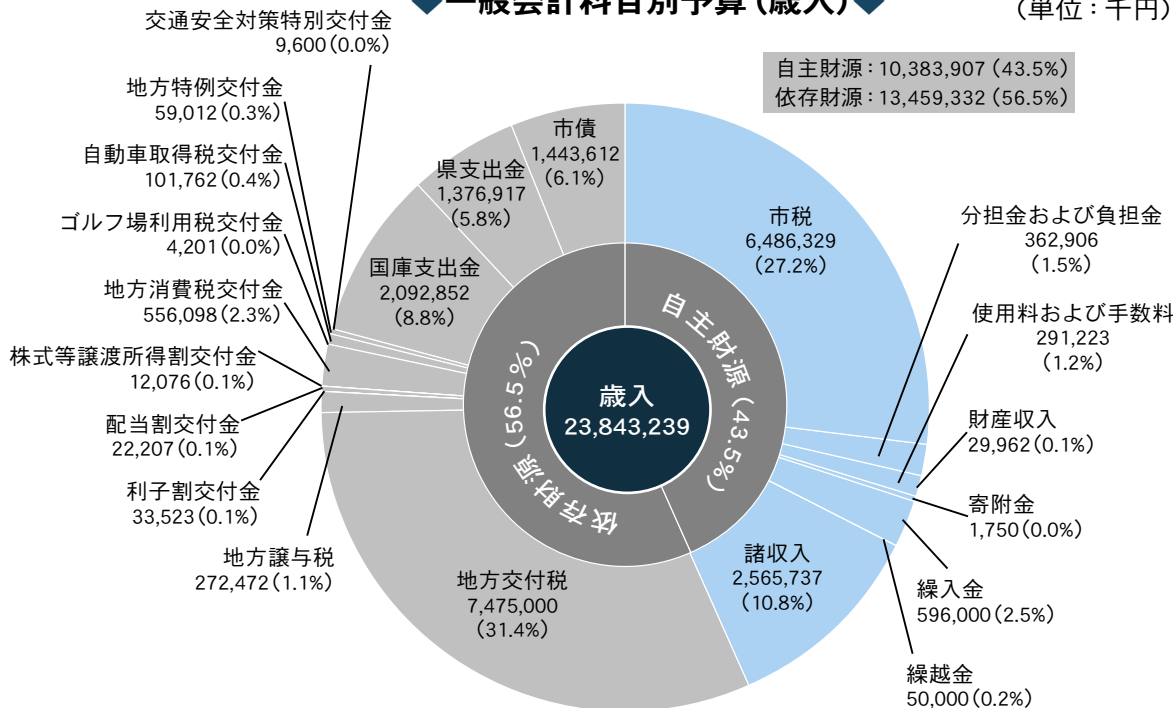 ◆一般会計科目別予算(歳入)◆
(単位:千円)
自主財源:10,383,907(43.5%)
依存財源:13,459,332(56.5%)
歳入
23,843,239
自主財源(43.5%)
依存財源(56.5%)
市税
6,486,329
(27.2%)
分担金および負担金
362,906
(1.5%)
使用料および手数料
291,223
(1.2%)
財産収入
29,962(0.1%)
寄附金
1,750(0.0%)
繰入金
596,000(2.5%)
繰越金
50,000(0.2%)
諸収入
2,565,737
(10.8%)
地方交付税
7,475,000
(31.4%)
地方譲与税
272,472(1.1%)
利子割交付金
33,523(0.1%)
配当割交付金
22,207(0.1%)
株式等譲渡所得割交付金
12,076(0.1%)
地方消費税交付金
556,098(2.3%)
ゴルフ場利用税交付金
4,201(0.0%)
自動車取得税交付金
101,762(0.4%)
地方特例交付金
59,012(0.3%)
交通安全対策特別交付金
9,600(0.0%)
国庫支出金
2,092,852
(8.8%)
県支出金
1,376,917
(5.8%)
市債
1,443,612
(6.1%)